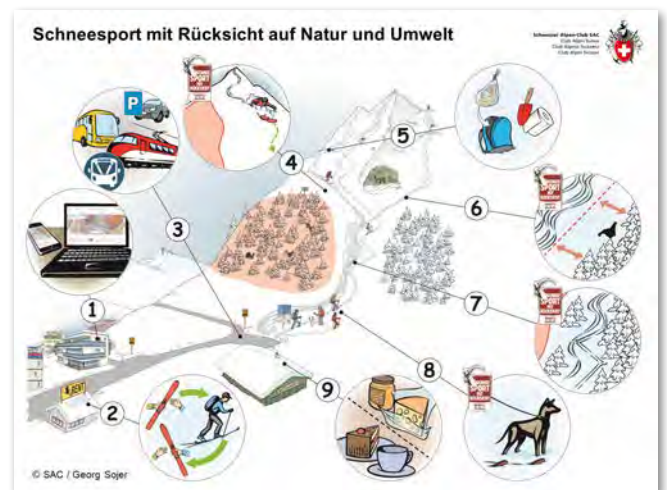 Schneesport mit Rücksicht auf Natur und Umwelt
Schweizer Alpen-Club SAC
Club Alpin Suisse
Club Alpino Svizzero
Club Alpin Svizzer
P
1
2
3
4
5
6
7
8
9
RENT
© SAC / Georg Sojer